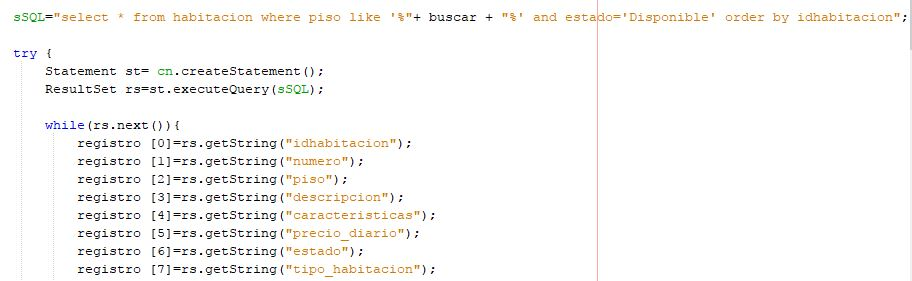 sSQL="select * from habitacion where piso like '%"+ buscar + "%' and estado='Disponible' order by idhabitacion";
try {
Statement st= cn.createStatement();
ResultSet rs=st.executeQuery(sSQL);
while(rs.next()){
registro [0]=rs.getString("idhabitacion");
registro [1]=rs.getString("numero");
registro [2]=rs.getString("piso");
registro [3]=rs.getString("descripcion");
registro [4]=rs.getString("caracteristicas");
registro [5]=rs.getString("precio_diario");
registro [6]=rs.getString("estado");
registro [7]=rs.getString("tipo_habitacion");